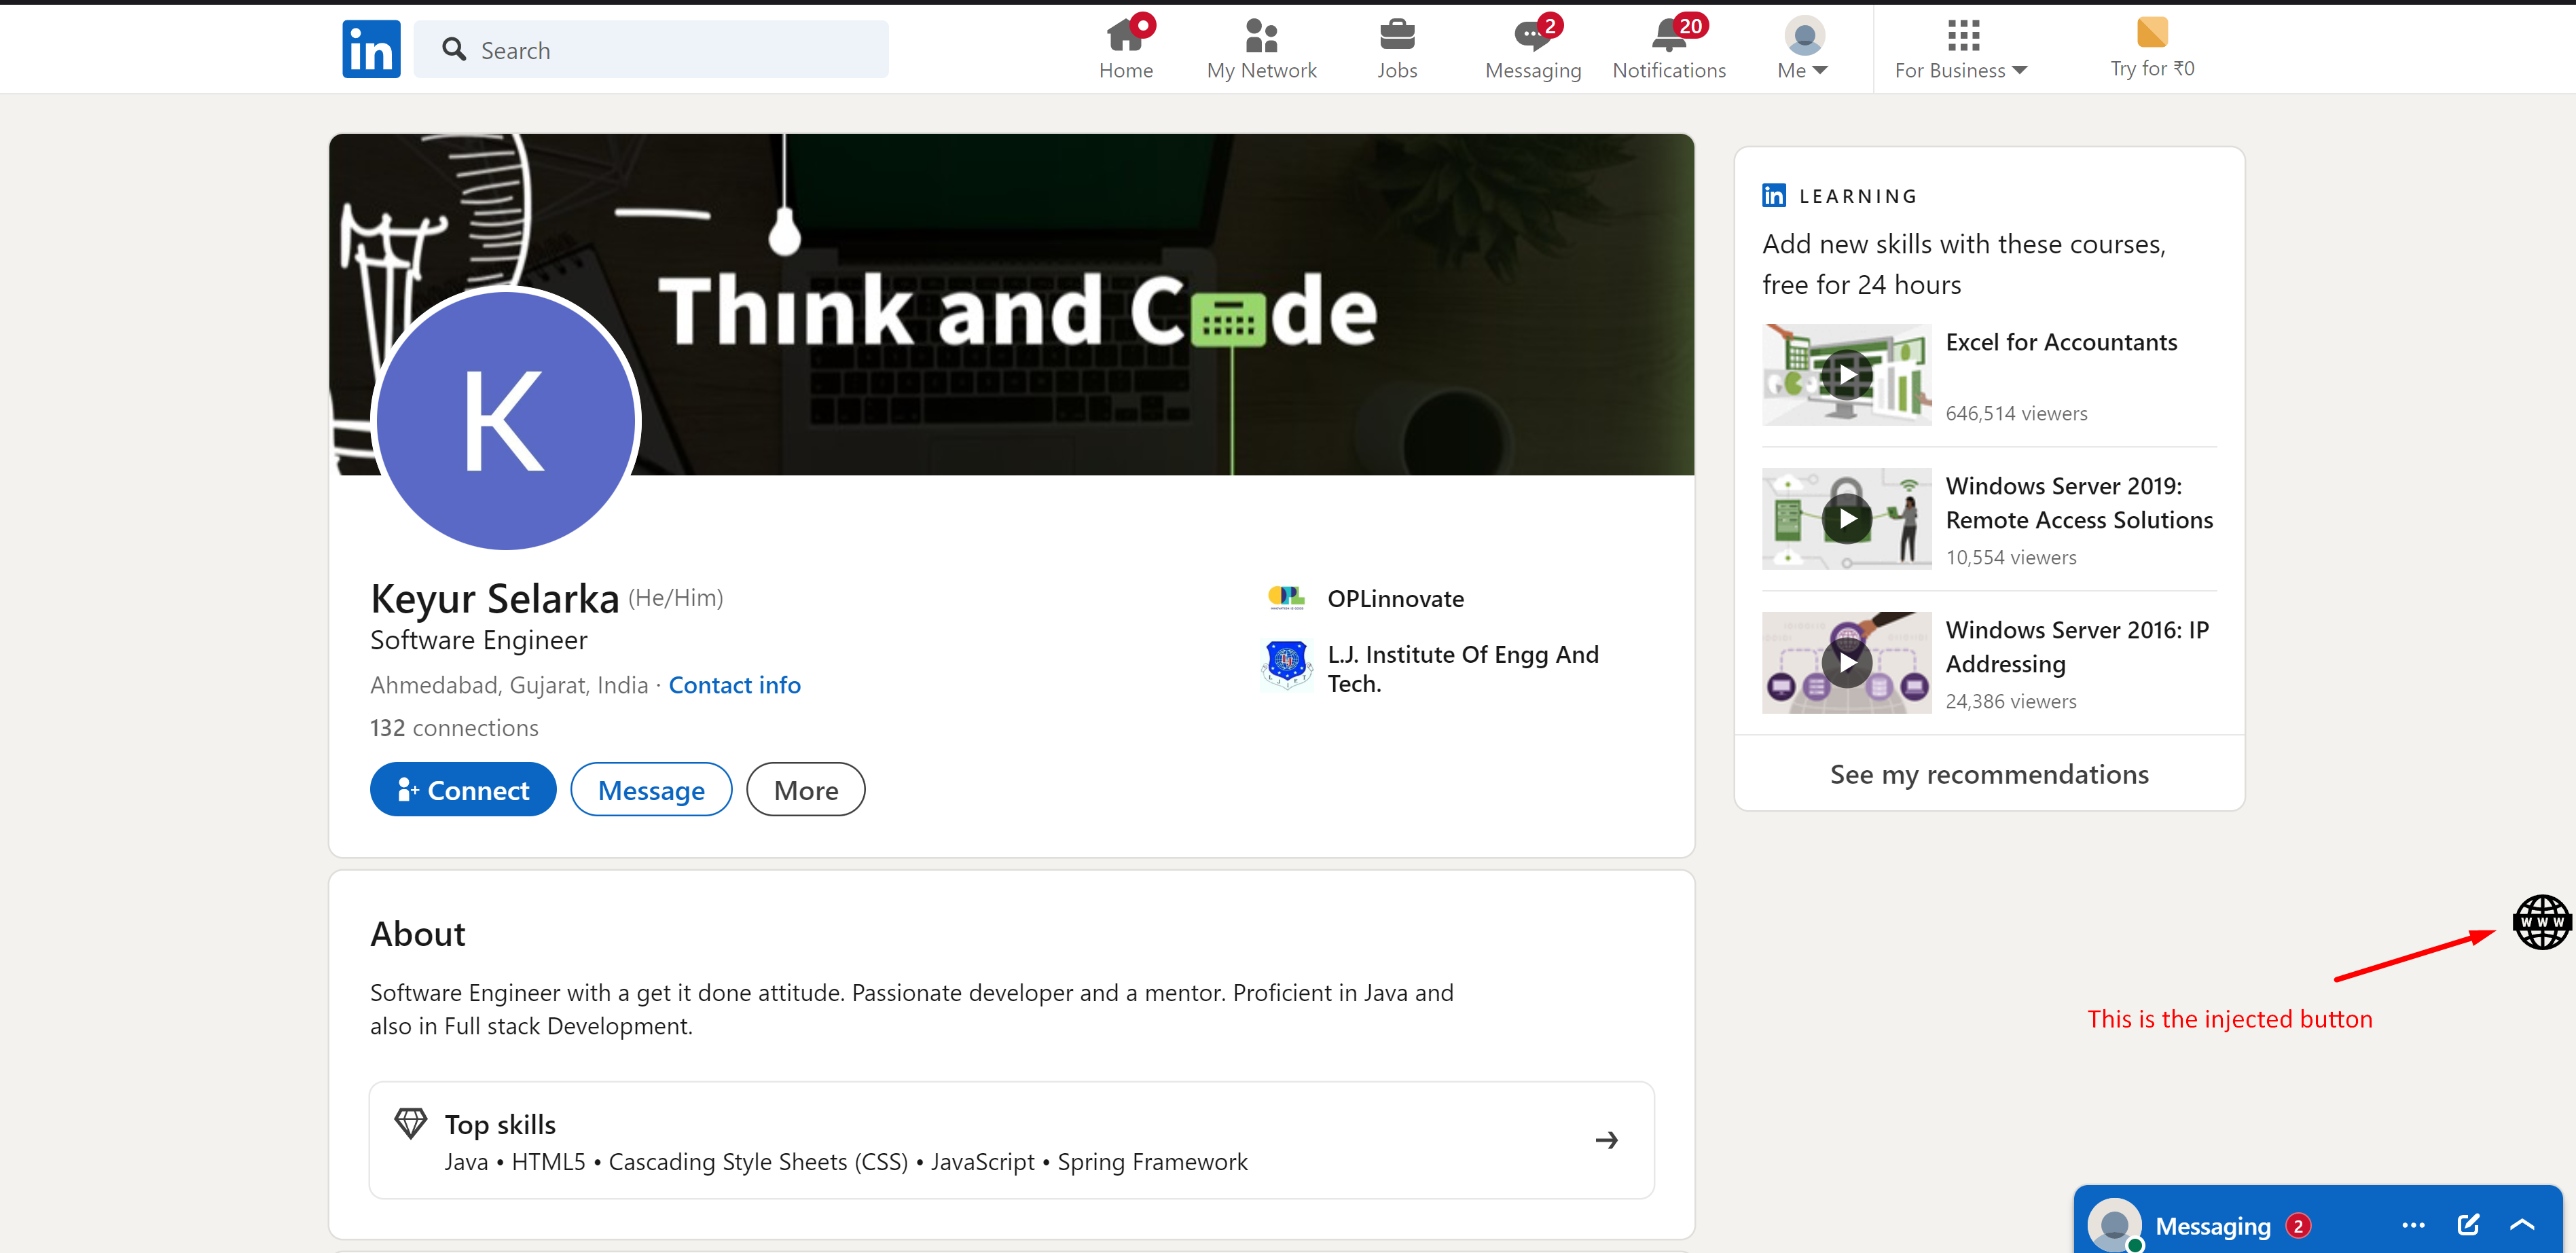 in
Search
Home
My Network
Jobs
2
Messaging
20
Notifications
Me
For Business
Try for ₹0
Think and Code
K
Keyur Selarka (He/Him)
Software Engineer
Ahmedabad, Gujarat, India · Contact info
132 connections
Connect
Message
More
OPLinnovate
L.J. Institute Of Engg And
Tech.
in LEARNING
Add new skills with these courses,
free for 24 hours
Excel for Accountants
646,514 viewers
Windows Server 2019:
Remote Access Solutions
10,554 viewers
Windows Server 2016: IP
Addressing
24,386 viewers
See my recommendations
About
Software Engineer with a get it done attitude. Passionate developer and a mentor. Proficient in Java and
also in Full stack Development.
Top skills
Java • HTML5 • Cascading Style Sheets (CSS) • JavaScript • Spring Framework
WWW
This is the injected button
Messaging 2